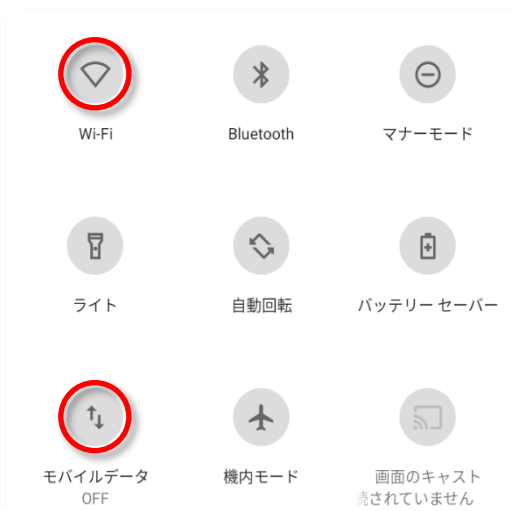 Wi-Fi
Bluetooth
マナーモード
ライト
自動回転
バッテリー セーバー
モバイルデータ
OFF
機内モード
画面のキャスト
続されていません